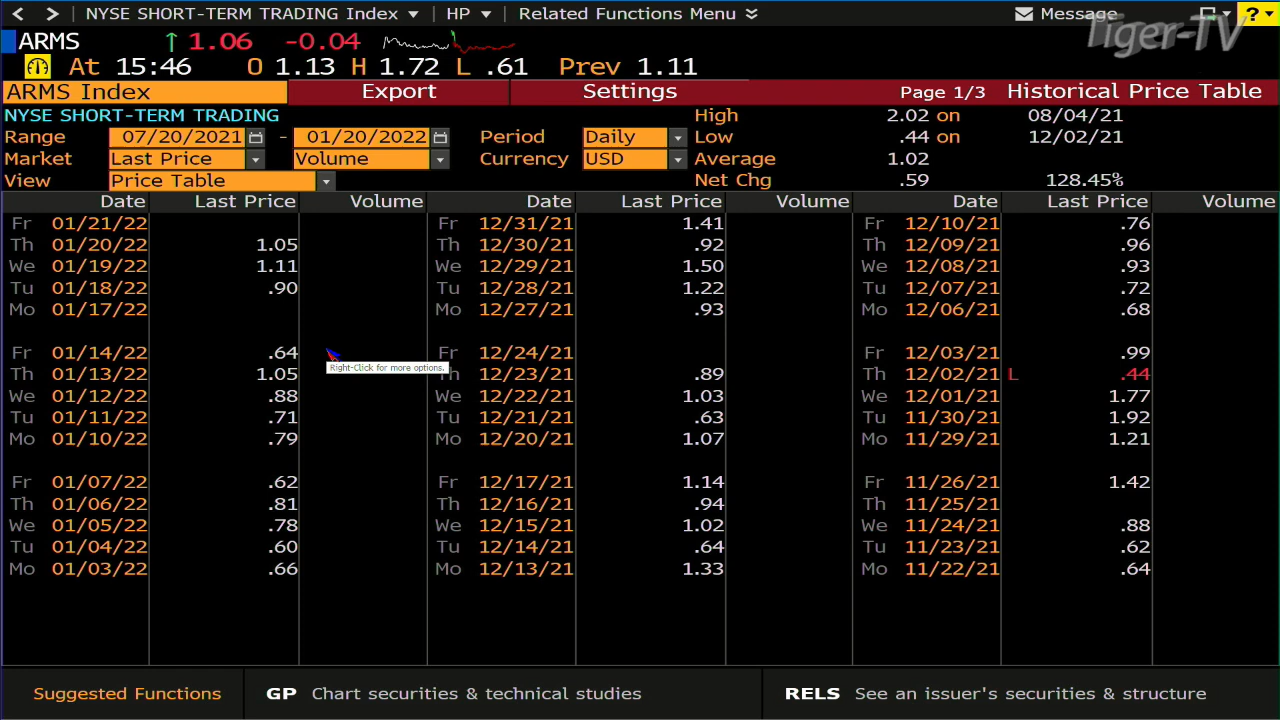 NYSE SHORT-TERM TRADING Index HP Related Functions Menu Message ?
Tiger-TV
ARMS ↑ 1.06 -0.04
At 15:46 O 1.13 H 1.72 L .61 Prev 1.11
ARMS Index Export Settings Page 1/3 Historical Price Table
NYSE SHORT-TERM TRADING High 2.02 on 08/04/21
Range 07/20/2021 - 01/20/2022 Period Daily Low .44 on 12/02/21
Market Last Price Volume Currency USD Average 1.02
View Price Table Net Chg .59 128.45%
Date Last Price Volume Date Last Price Volume Date Last Price Volume
Fr 01/21/22 Fr 12/31/21 1.41 Fr 12/10/21 .76
Th 01/20/22 1.05 Th 12/30/21 .92 Th 12/09/21 .96
We 01/19/22 1.11 We 12/29/21 1.50 We 12/08/21 .93
Tu 01/18/22 .90 Tu 12/28/21 1.22 Tu 12/07/21 .72
Mo 01/17/22 Mo 12/27/21 .93 Mo 12/06/21 .68
Fr 01/14/22 .64 Fr 12/24/21 Fr 12/03/21 .99
Right-Click for more options.
Th 01/13/22 1.05 Th 12/23/21 .89 Th 12/02/21 L .44
We 01/12/22 .88 We 12/22/21 1.03 We 12/01/21 1.77
Tu 01/11/22 .71 Tu 12/21/21 .63 Tu 11/30/21 1.92
Mo 01/10/22 .79 Mo 12/20/21 1.07 Mo 11/29/21 1.21
Fr 01/07/22 .62 Fr 12/17/21 1.14 Fr 11/26/21 1.42
Th 01/06/22 .81 Th 12/16/21 .94 Th 11/25/21
We 01/05/22 .78 We 12/15/21 1.02 We 11/24/21 .88
Tu 01/04/22 .60 Tu 12/14/21 .64 Tu 11/23/21 .62
Mo 01/03/22 .66 Mo 12/13/21 1.33 Mo 11/22/21 .64
Suggested Functions GP Chart securities & technical studies RELS See an issuer's securities & structure